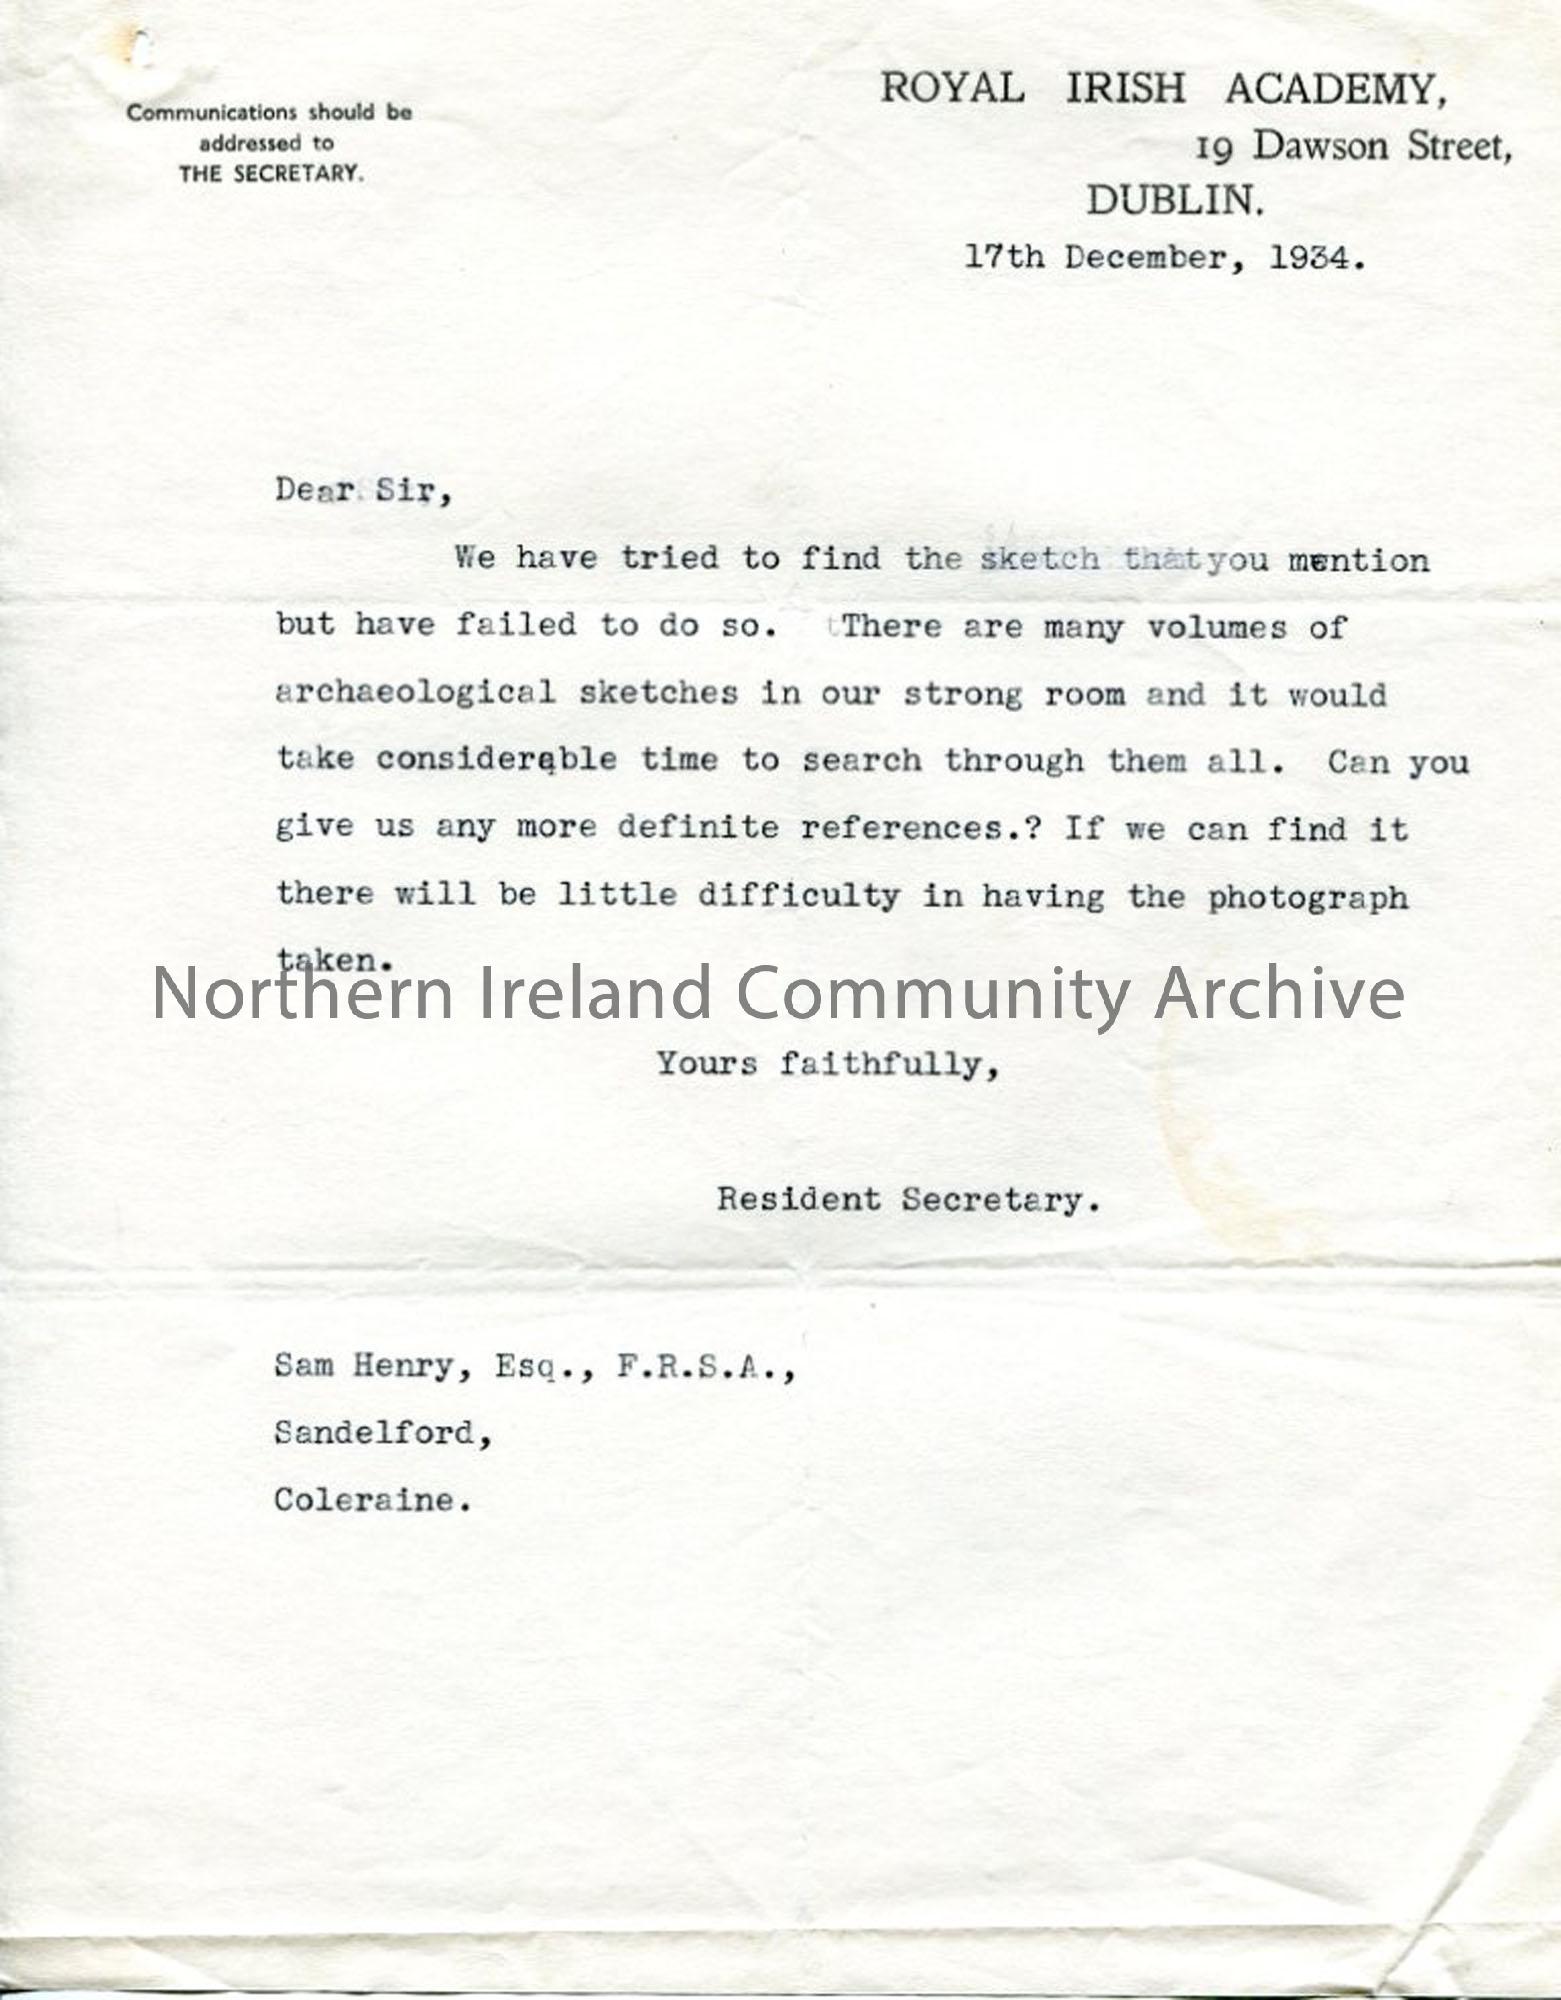 Communications should be
addressed to
THE SECRETARY.
ROYAL IRISH ACADEMY,
19 Dawson Street,
DUBLIN.
17th December, 1934.
Dear Sir,
We have tried to find the sketch that you mention
but have failed to do so. There are many volumes of
archaeological sketches in our strong room and it would
take considerable time to search through them all. Can you
give us any more definite references.? If we can find it
there will be little difficulty in having the photograph
taken.
Northern Ireland Community Archive
Yours faithfully,
Resident Secretary.
Sam Henry, Esq., F.R.S.A.,
Sandelford,
Coleraine.